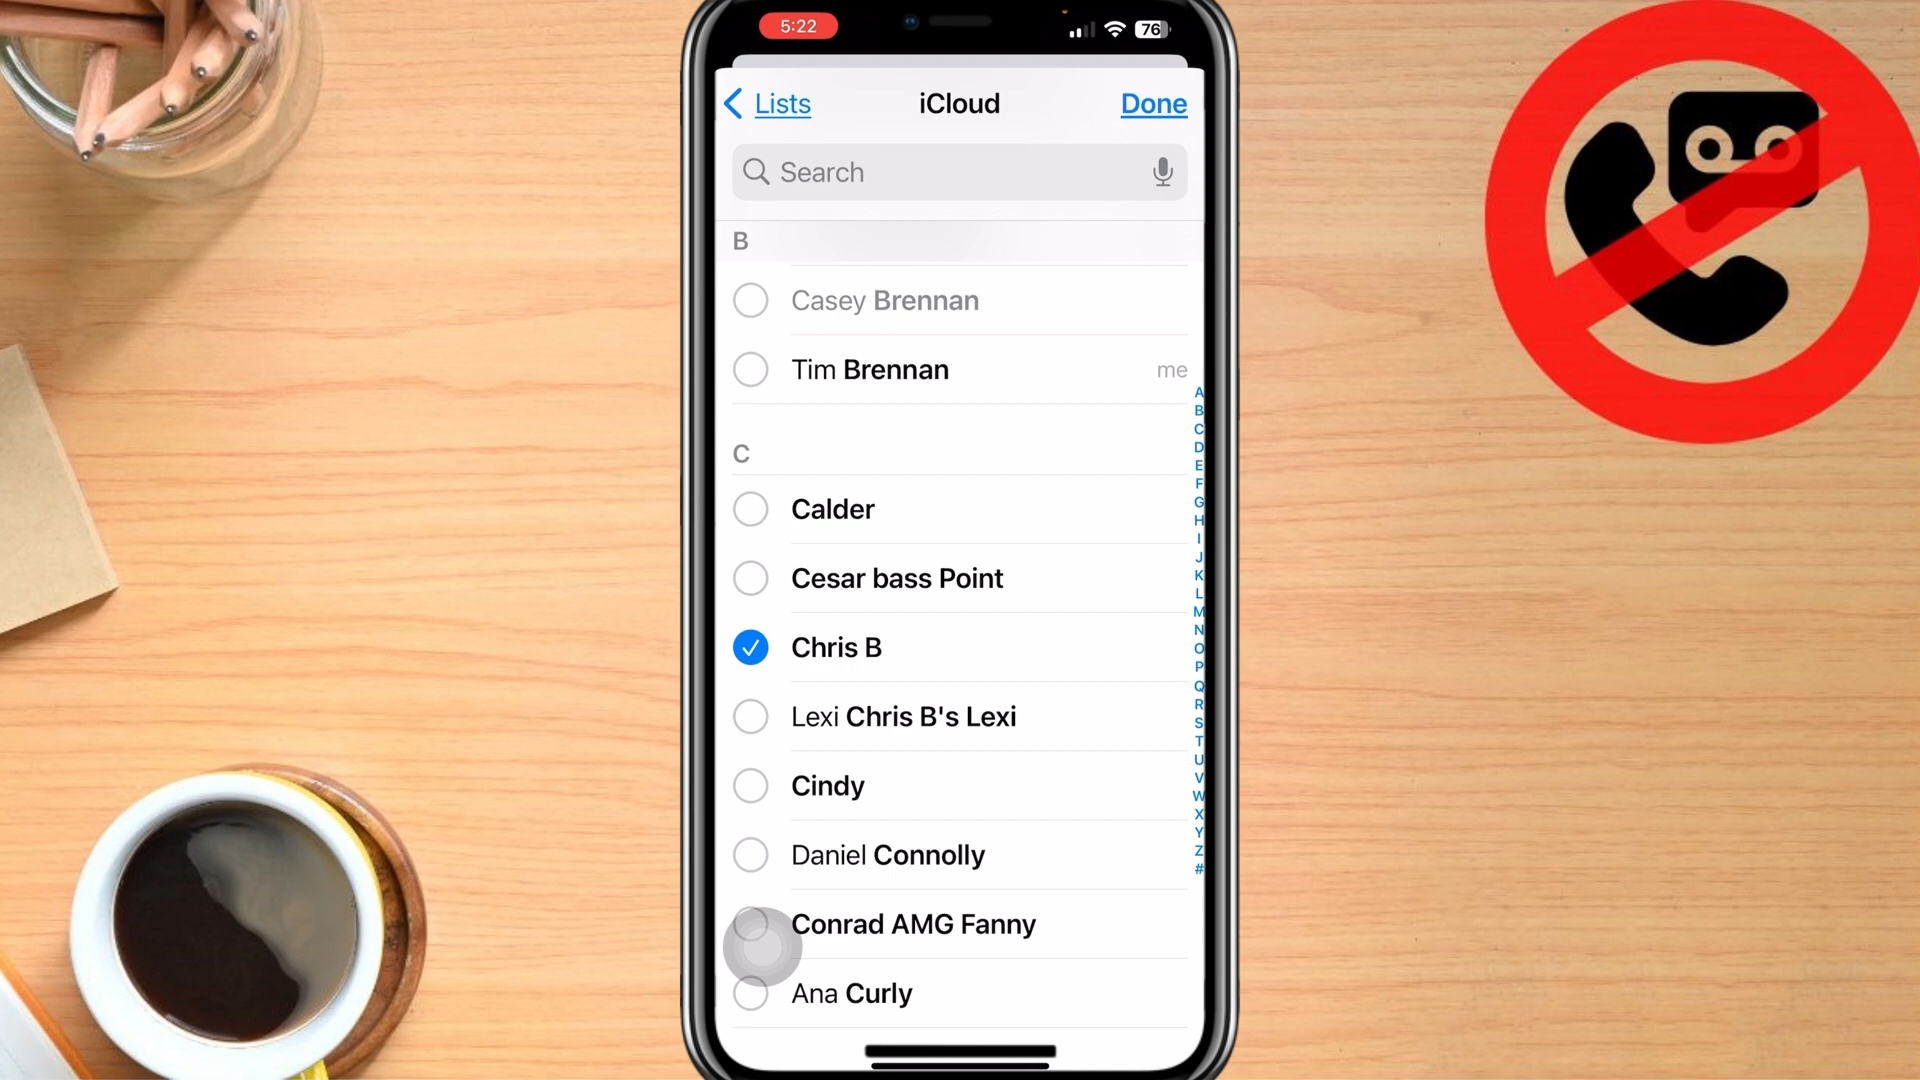 5:22
76
Lists
iCloud
Done
Search
B
Casey Brennan
Tim Brennan
me
C
Calder
Cesar bass Point
Chris B
Lexi Chris B's Lexi
Cindy
Daniel Connolly
Conrad AMG Fanny
Ana Curly
A
B
C
D
E
F
G
H
I
J
K
L
M
N
O
P
Q
R
S
T
U
V
W
X
Y
Z
#